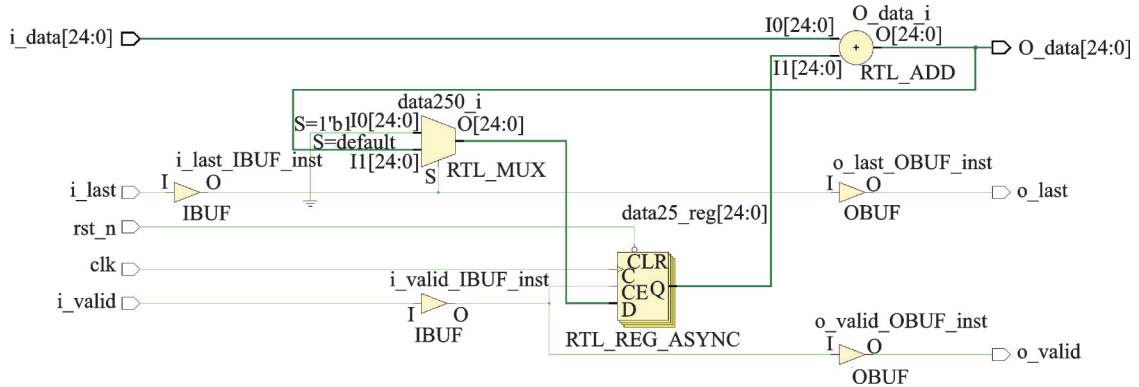 O_data_i
i_data[24:0]
I0[24:0]
O[24:0]
O_data[24:0]
+
I1[24:0]
RTL_ADD
data250_i
S=1'b1
I0[24:0]
O[24:0]
S=default
I1[24:0]
S
RTL_MUX
i_last_IBUF_inst
i_last
I
O
IBUF
o_last_OBUF_inst
I
O
o_last
OBUF
rst_n
data25_reg[24:0]
clk
CLR
C
CE
Q
D
RTL_REG_ASYNC
i_valid_IBUF_inst
i_valid
I
O
IBUF
o_valid_OBUF_inst
I
O
o_valid
OBUF